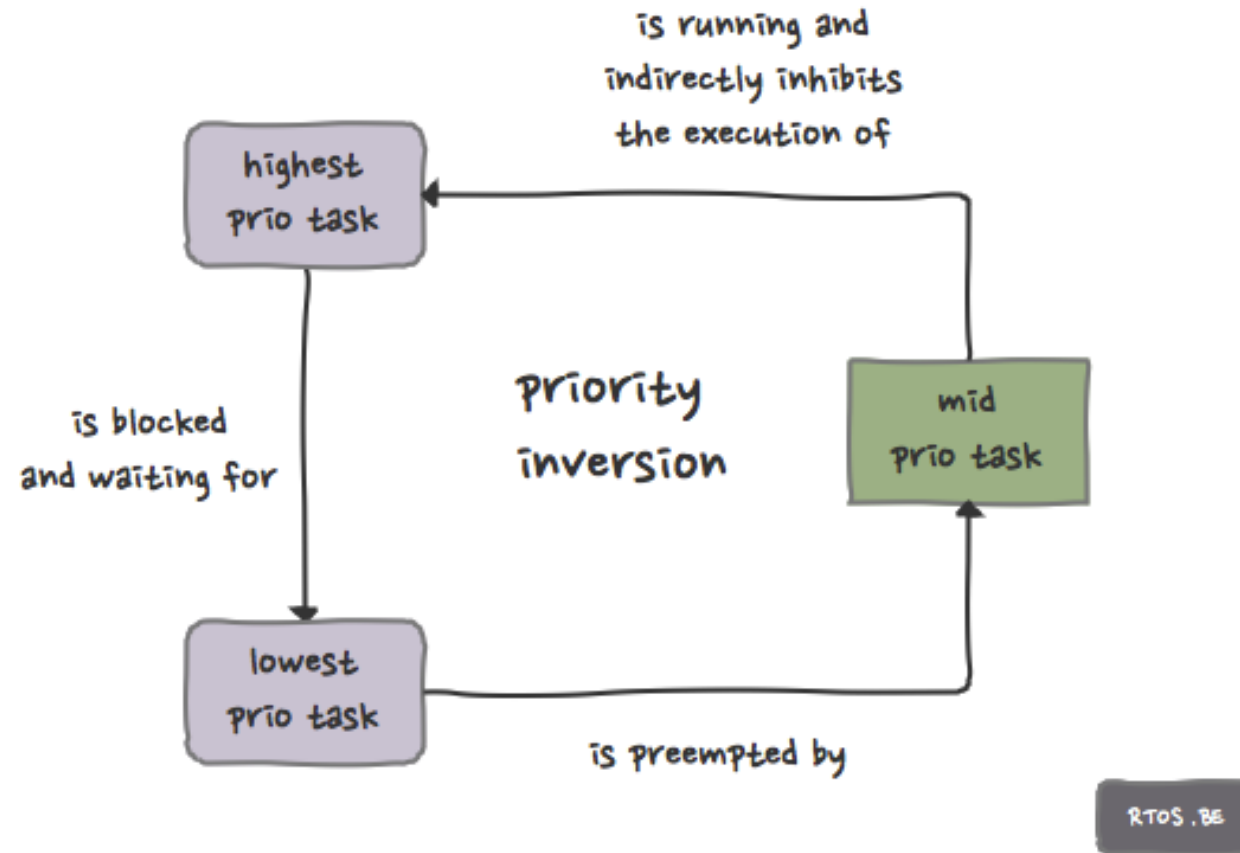 is running and
indirectly inhibits
the execution of
highest
prio task
is blocked
and waiting for
priority
inversion
mid
prio task
lowest
prio task
is preempted by
RTOS.BE